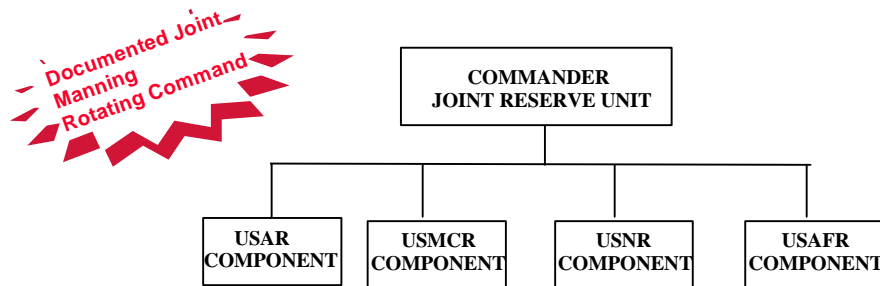 Documented Joint
Manning
Rotating Command
COMMANDER
JOINT RESERVE UNIT
USAR
COMPONENT
USMCR
COMPONENT
USNR
COMPONENT
USAFR
COMPONENT